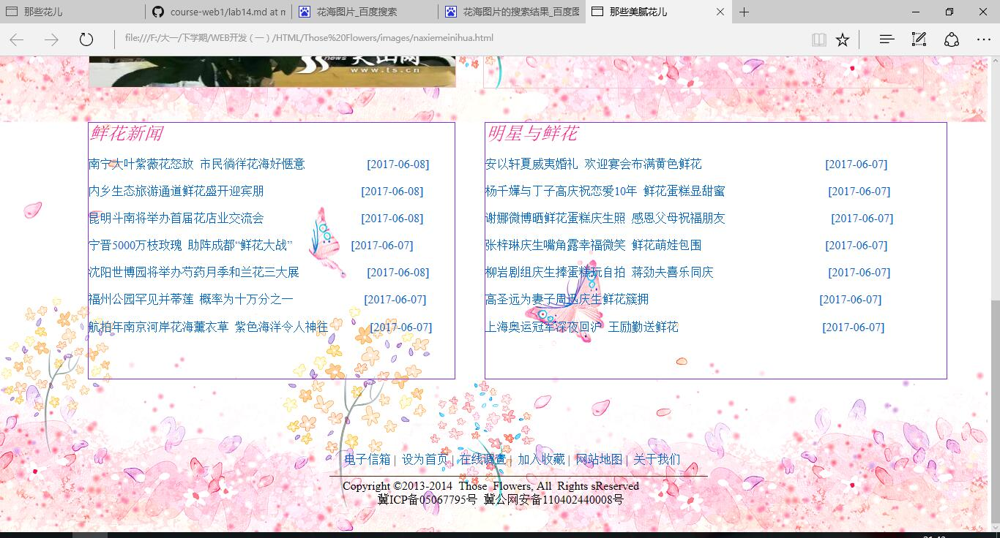 那些花儿
course-web1/lab14.md at m
花海图片_百度搜索
花海图片的搜索结果_百度图
那些美腻花儿
file:///F:/大一/下学期/WEB开发（一）/HTML/Those%20Flowers/images/naxiemeinihua.html
news
www.ts.cn
鲜花新闻
南宁大叶紫薇花怒放 市民徜徉花海好惬意 [2017-06-08]
内乡生态旅游通道鲜花盛开迎宾朋 [2017-06-08]
昆明斗南将举办首届花店业交流会 [2017-06-08]
宁晋5000万枝玫瑰 助阵成都“鲜花大战” [2017-06-07]
沈阳世博园将举办芍药月季和兰花三大展 [2017-06-08]
福州公园罕见并蒂莲 概率为十万分之一 [2017-06-07]
航拍年南京河岸花海薰衣草 紫色海洋令人神往 [2017-06-07]
明星与鲜花
安以轩夏威夷婚礼 欢迎宴会布满黄色鲜花 [2017-06-07]
杨千嬅与丁子高庆祝恋爱10年 鲜花蛋糕显甜蜜 [2017-06-07]
谢娜微博晒鲜花蛋糕庆生照 感恩父母祝福朋友 [2017-06-07]
张梓琳庆生嘴角露幸福微笑 鲜花萌娃包围 [2017-06-07]
柳岩剧组庆生捧蛋糕玩自拍 蒋劲夫喜乐同庆 [2017-06-07]
高圣远为妻子周迅庆生鲜花簇拥 [2017-06-07]
上海奥运冠军深夜回沪 王励勤送鲜花 [2017-06-07]
电子信箱 | 设为首页 | 在线调查 | 加入收藏 | 网站地图 | 关于我们
Copyright ©2013-2014 Those Flowers, All Rights sReserved
冀ICP备05067795号 冀公网安备110402440008号